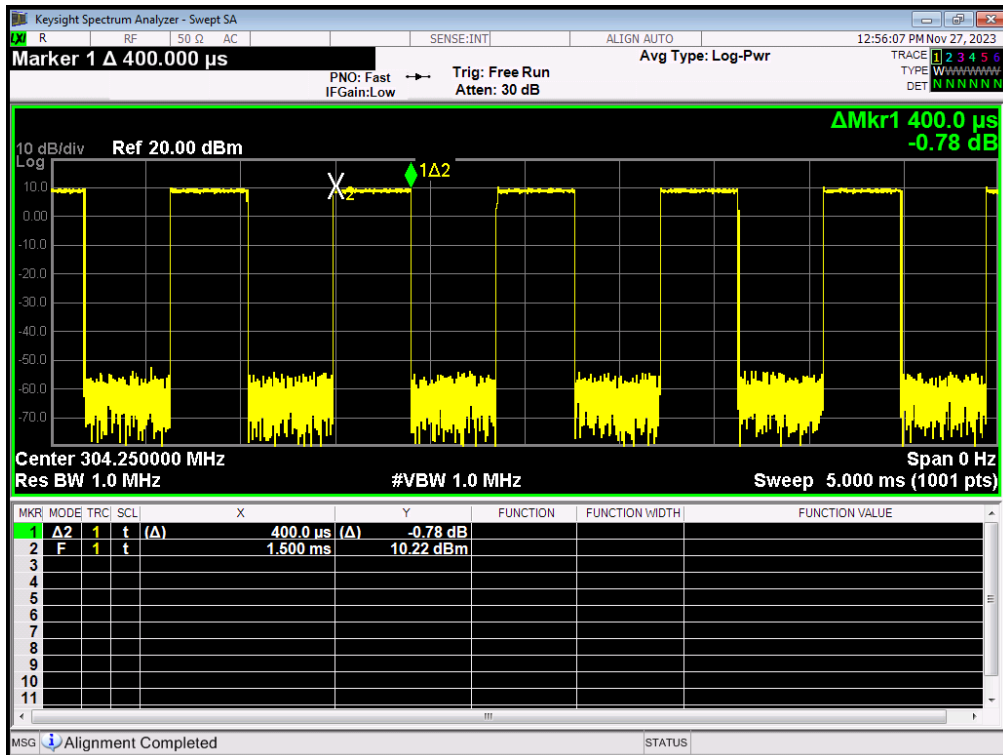 Keysight Spectrum Analyzer - Swept SA
LXI R RF 50 Ω AC SENSE:INT ALIGN AUTO 12:56:07 PM Nov 27, 2023
Marker 1 Δ 400.000 µs
PNO: Fast
IFGain:Low
Trig: Free Run
Atten: 30 dB
Avg Type: Log-Pwr
TRACE 1 2 3 4 5 6
TYPE W W W W W W
DET N N N N N N
ΔMkr1 400.0 µs
-0.78 dB
10 dB/div Ref 20.00 dBm
Log
1Δ2
2
10.0
0.00
-10.0
-20.0
-30.0
-40.0
-50.0
-60.0
-70.0
Center 304.250000 MHz Span 0 Hz
Res BW 1.0 MHz #VBW 1.0 MHz Sweep 5.000 ms (1001 pts)
MKR MODE TRC SCL X Y FUNCTION FUNCTION WIDTH FUNCTION VALUE
1 Δ2 1 t (Δ) 400.0 µs (Δ) -0.78 dB
2 F 1 t 1.500 ms 10.22 dBm
3
4
5
6
7
8
9
10
11
MSG Alignment Completed STATUS